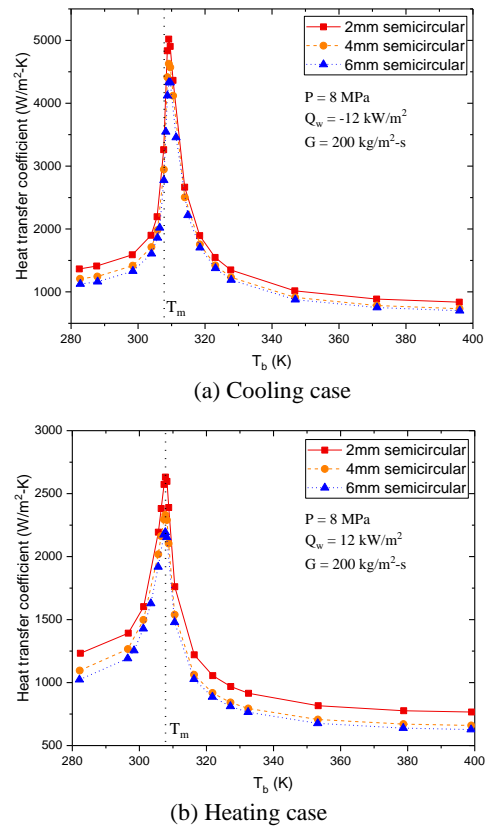 5000
4000
3000
2000
1000
Heat transfer coefficient (W/m²-K)
2mm semicircular
4mm semicircular
6mm semicircular
P = 8 MPa
Q_w = -12 kW/m²
G = 200 kg/m²-s
T_m
280 300 320 340 360 380 400
T_b (K)
(a) Cooling case
3000
2500
2000
1500
1000
500
Heat transfer coefficient (W/m²-K)
2mm semicircular
4mm semicircular
6mm semicircular
P = 8 MPa
Q_w = 12 kW/m²
G = 200 kg/m²-s
T_m
280 300 320 340 360 380 400
T_b (K)
(b) Heating case